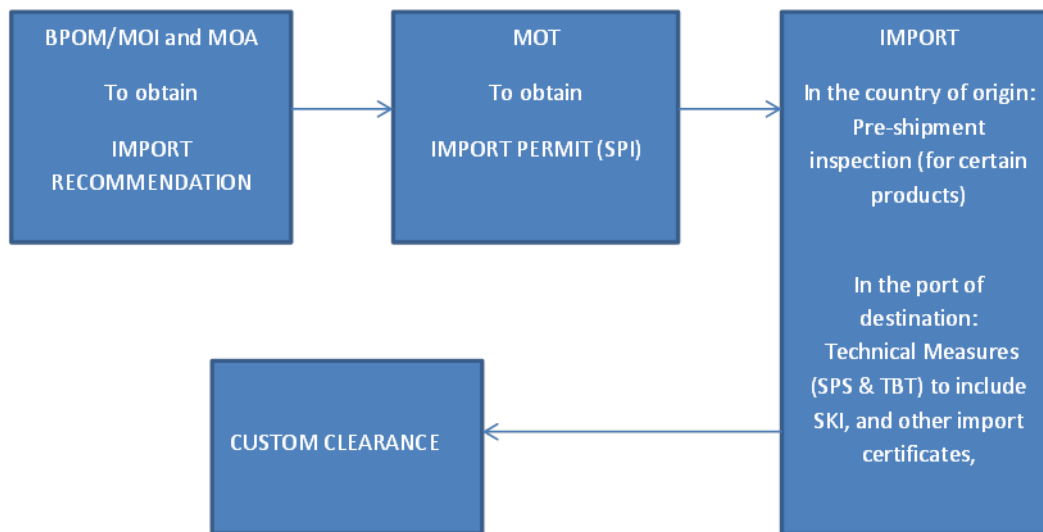 BPOM/MOI and MOA
To obtain
IMPORT
RECOMMENDATION
MOT
To obtain
IMPORT PERMIT (SPI)
IMPORT
In the country of origin:
Pre-shipment
inspection (for certain
products)
In the port of
destination:
Technical Measures
(SPS & TBT) to include
SKI, and other import
certificates,
CUSTOM CLEARANCE